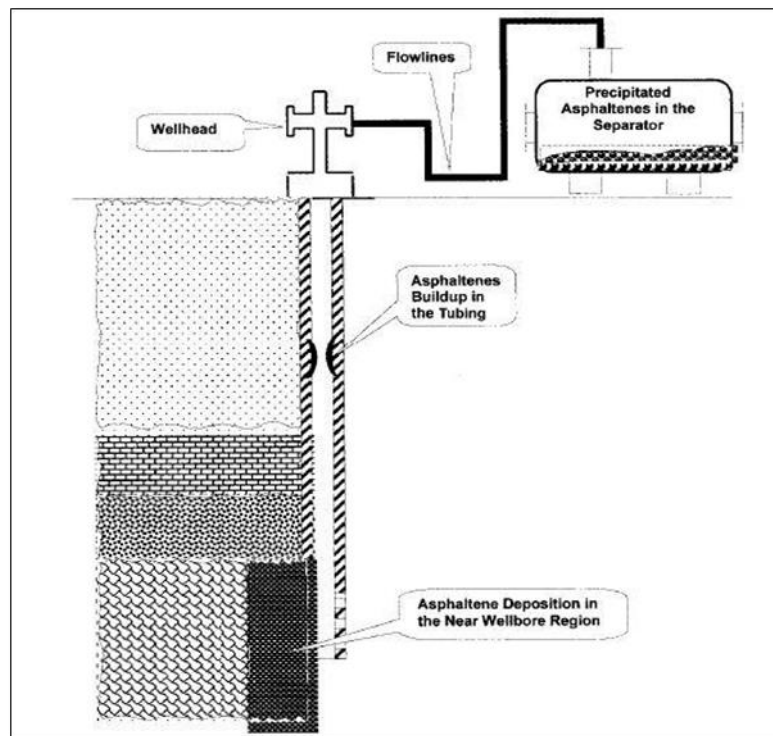 Flowlines
Wellhead
Precipitated
Asphaltenes in the
Separator
Asphaltenes
Buildup in
the Tubing
Asphaltene Deposition in
the Near Wellbore Region